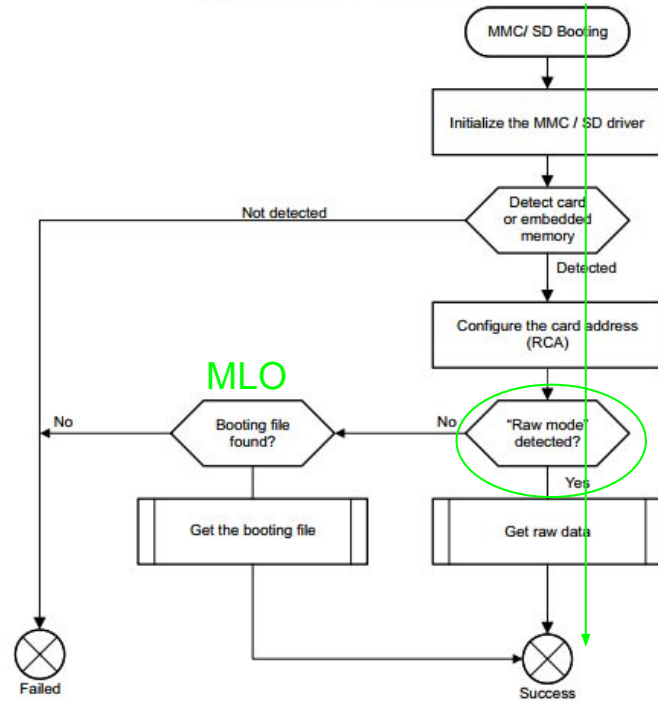 MMC/ SD Booting
Initialize the MMC / SD driver
Detect card
or embedded
memory
Not detected
Detected
Configure the card address
(RCA)
MLO
No
Booting file
found?
No
"Raw mode"
detected?
Yes
Get the booting file
Get raw data
Failed
Success